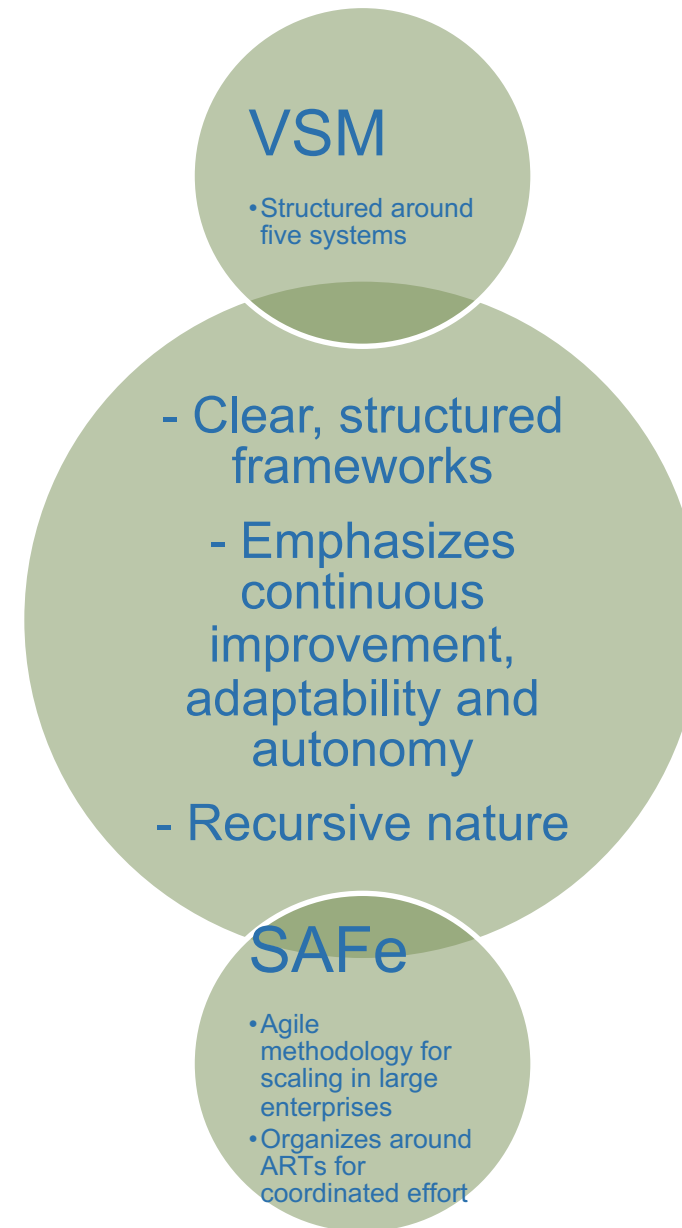 VSM
•Structured around
five systems
- Clear, structured
frameworks
- Emphasizes
continuous
improvement,
adaptability and
autonomy
- Recursive nature
SAFe
•Agile
methodology for
scaling in large
enterprises
•Organizes around
ARTs for
coordinated effort